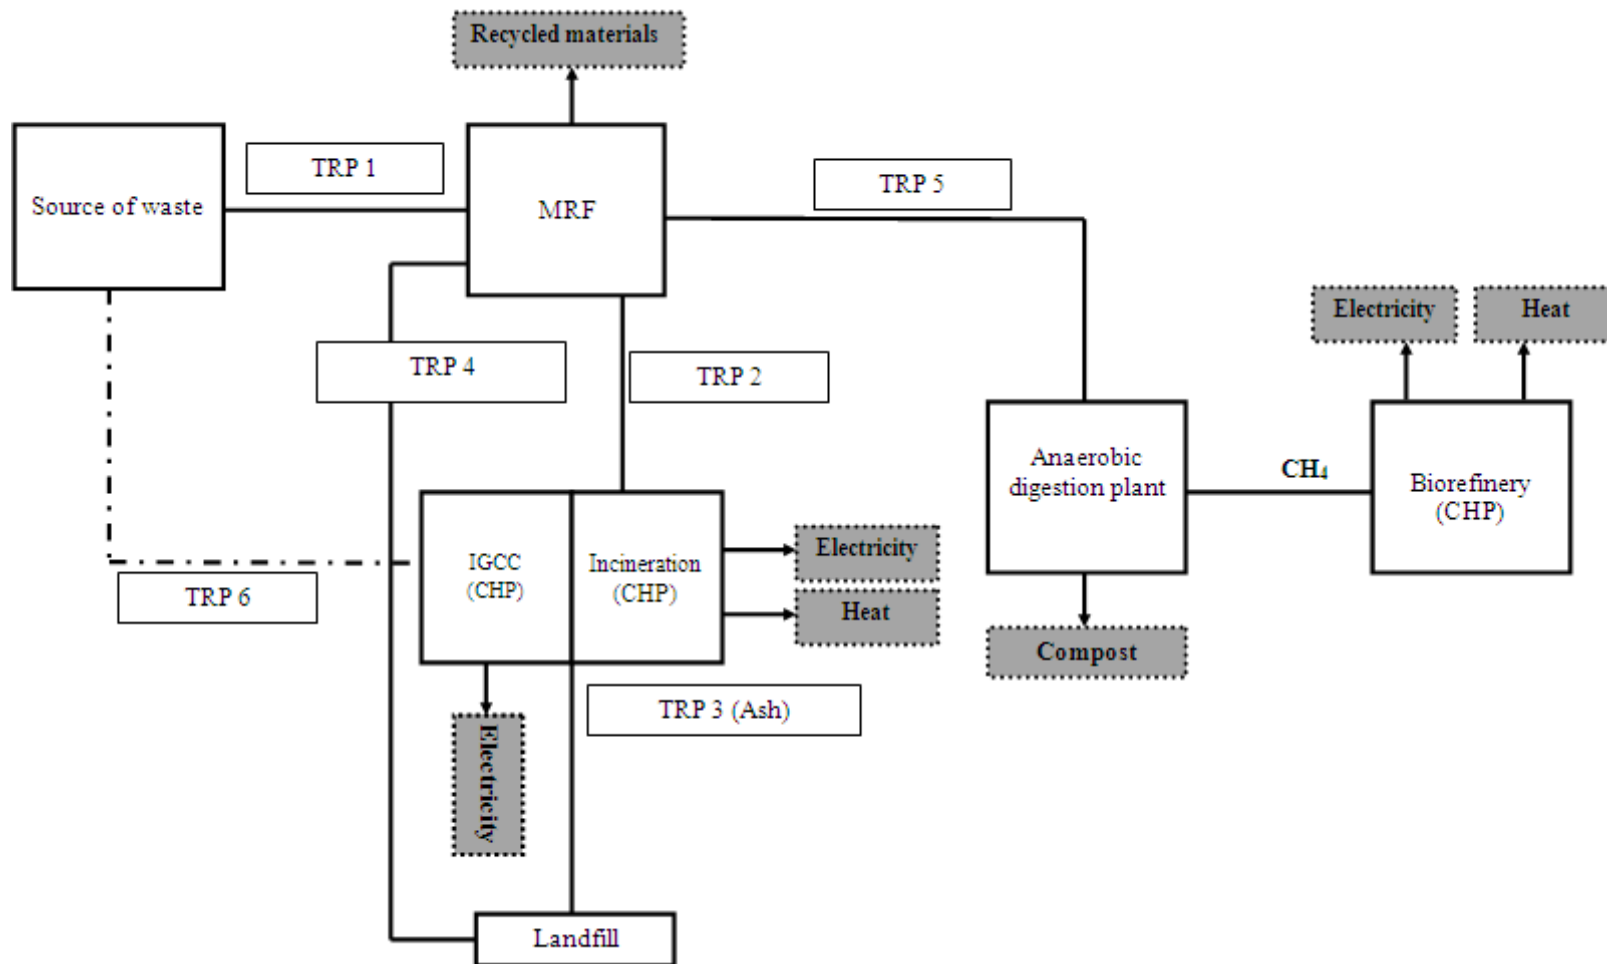 Recycled materials
TRP 1
TRP 5
Source of waste
MRF
Electricity
Heat
TRP 4
TRP 2
Anaerobic
digestion plant
CH₄
Biorefinery
(CHP)
IGCC
(CHP)
Incineration
(CHP)
Electricity
Heat
TRP 6
Compost
TRP 3 (Ash)
Electricity
Landfill